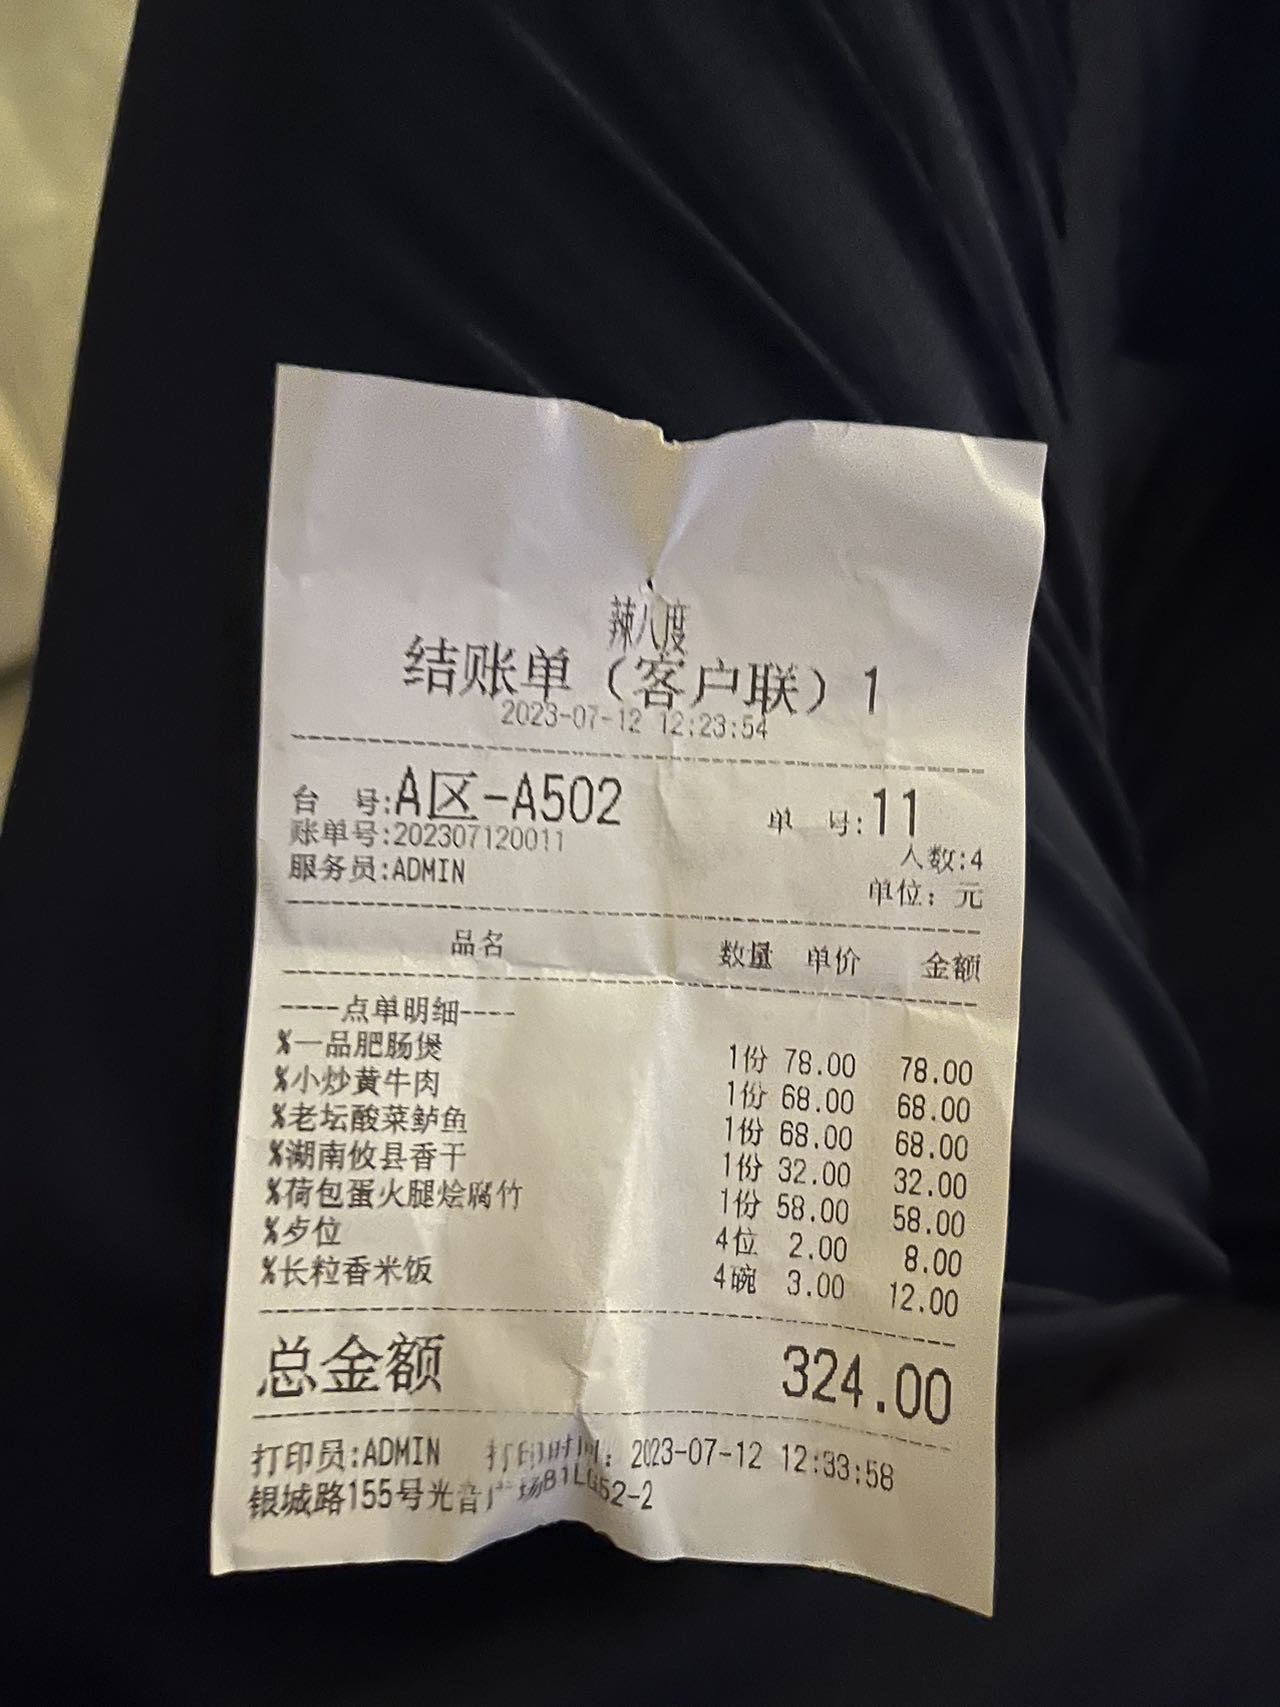 辣八度
结账单（客户联）1
2023-07-12 12:23:54
台 号:A区-A502 单 号:11
账单号:202307120011 人数:4
服务员:ADMIN 单位：元
品名 数量 单价 金额
----点单明细----
%一品肥肠煲 1份 78.00 78.00
%小炒黄牛肉 1份 68.00 68.00
%老坛酸菜鲈鱼 1份 68.00 68.00
%湖南攸县香干 1份 32.00 32.00
%荷包蛋火腿烩腐竹 1份 58.00 58.00
%歺位 4位 2.00 8.00
%长粒香米饭 4碗 3.00 12.00
总金额 324.00
打印员:ADMIN 打印时间：2023-07-12 12:33:58
银城路155号光音广场B1LG52-2